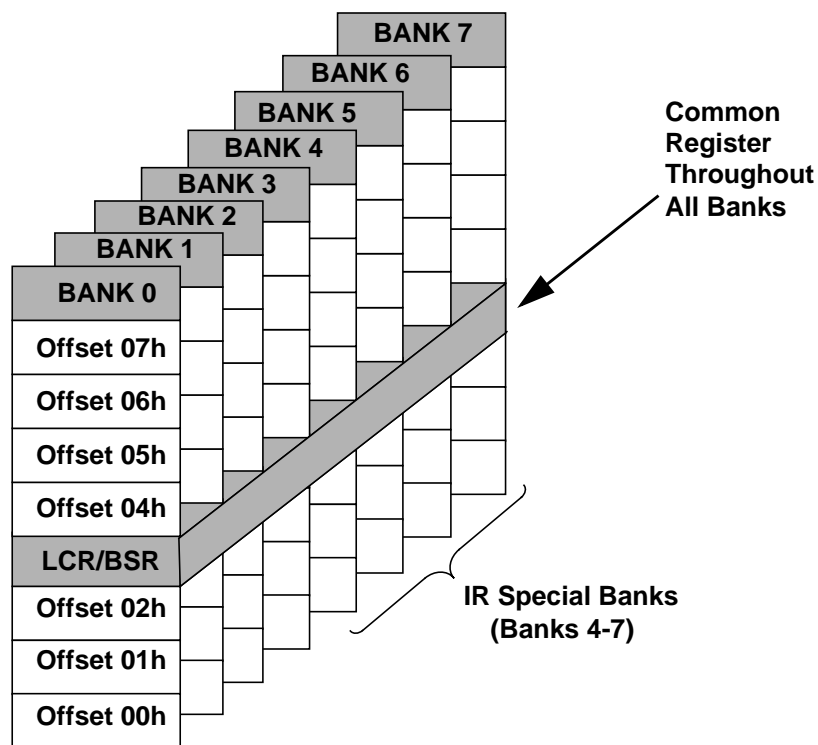 BANK 7
BANK 6
BANK 5
BANK 4
BANK 3
BANK 2
BANK 1
BANK 0
Offset 07h
Offset 06h
Offset 05h
Offset 04h
LCR/BSR
Offset 02h
Offset 01h
Offset 00h
Common
Register
Throughout
All Banks
IR Special Banks
(Banks 4-7)